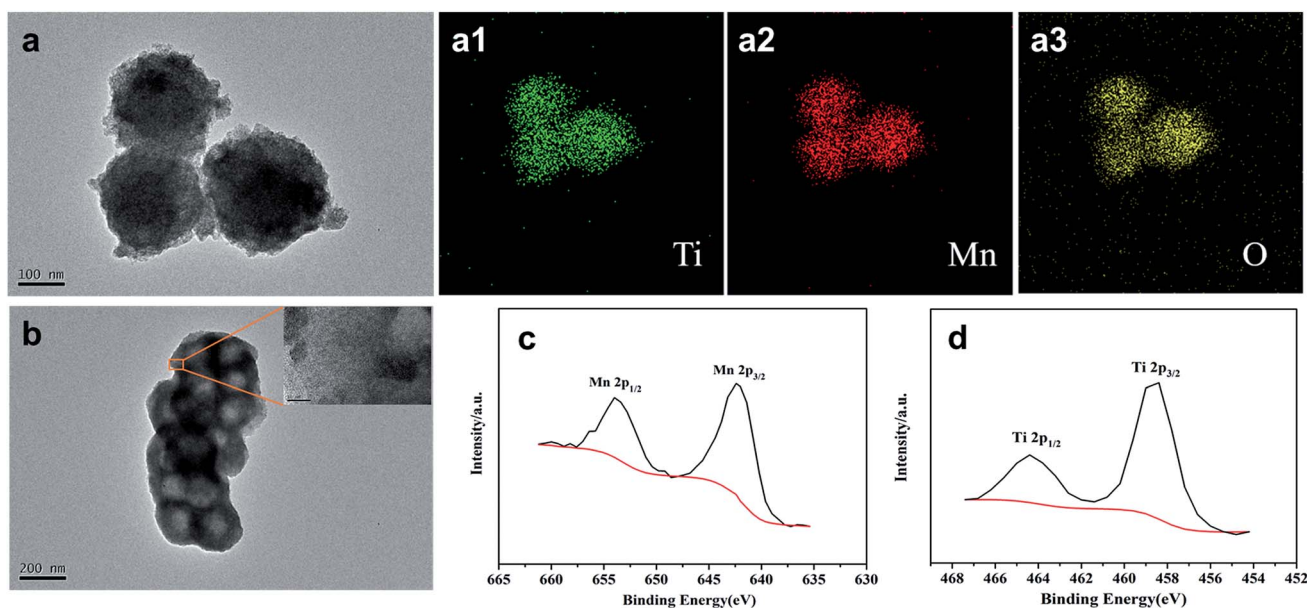 a
100 nm
a1
Ti
a2
Mn
a3
O
b
200 nm
c
Mn 2p1/2
Mn 2p3/2
Intensity/a.u.
665 660 655 650 645 640 635 630
Binding Energy(eV)
d
Ti 2p1/2
Ti 2p3/2
Intensity/a.u.
468 466 464 462 460 458 456 454 452
Binding Energy(eV)